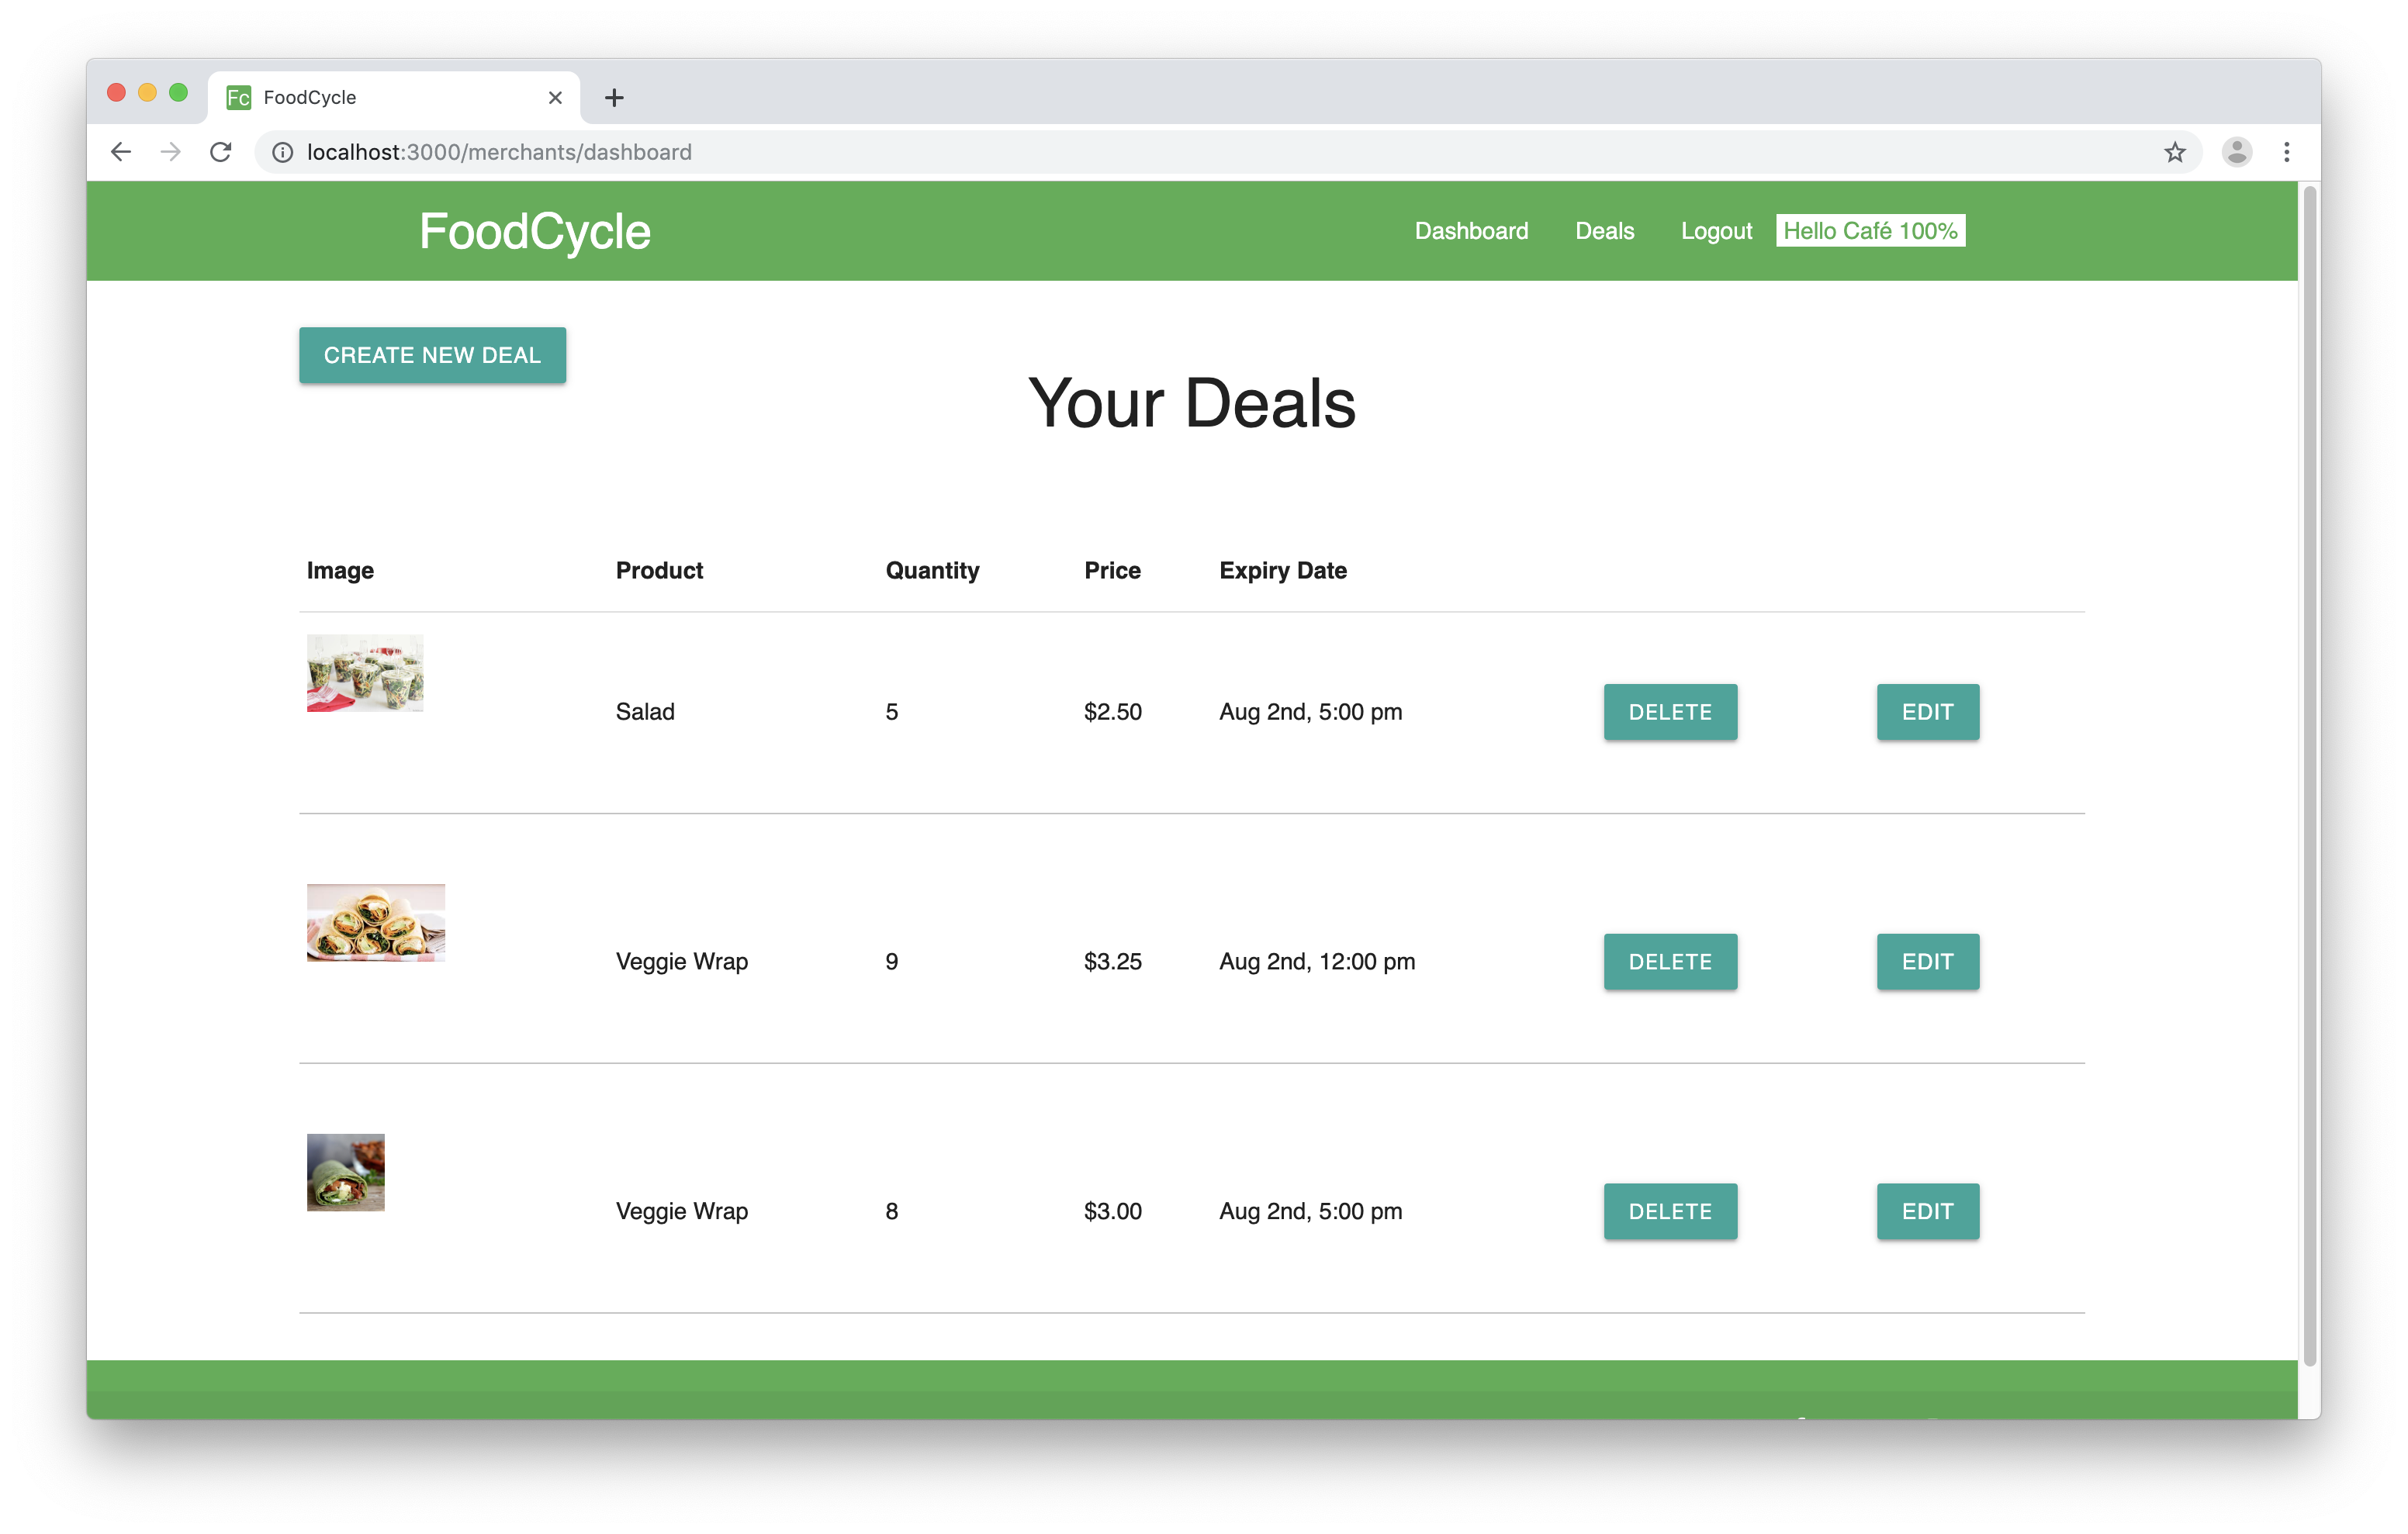 Fc FoodCycle
localhost:3000/merchants/dashboard
FoodCycle Dashboard Deals Logout Hello Café 100%
CREATE NEW DEAL
Your Deals
Image Product Quantity Price Expiry Date
Salad 5 $2.50 Aug 2nd, 5:00 pm DELETE EDIT
Veggie Wrap 9 $3.25 Aug 2nd, 12:00 pm DELETE EDIT
Veggie Wrap 8 $3.00 Aug 2nd, 5:00 pm DELETE EDIT